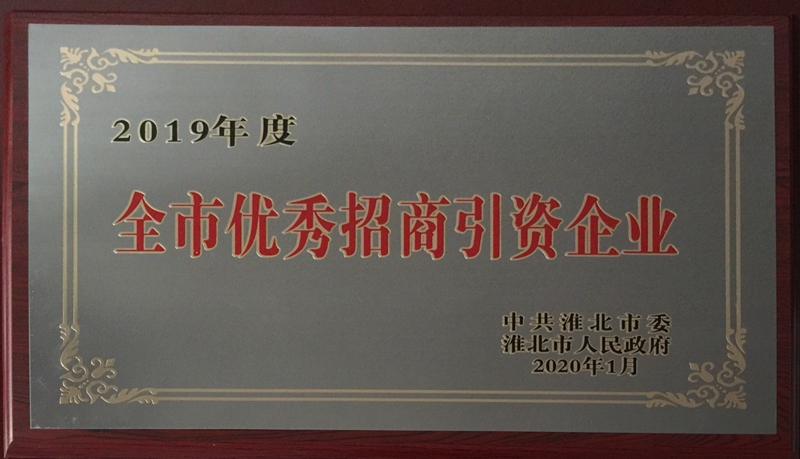 2019年度
全市优秀招商引资企业
中共淮北市委
淮北市人民政府
2020年1月